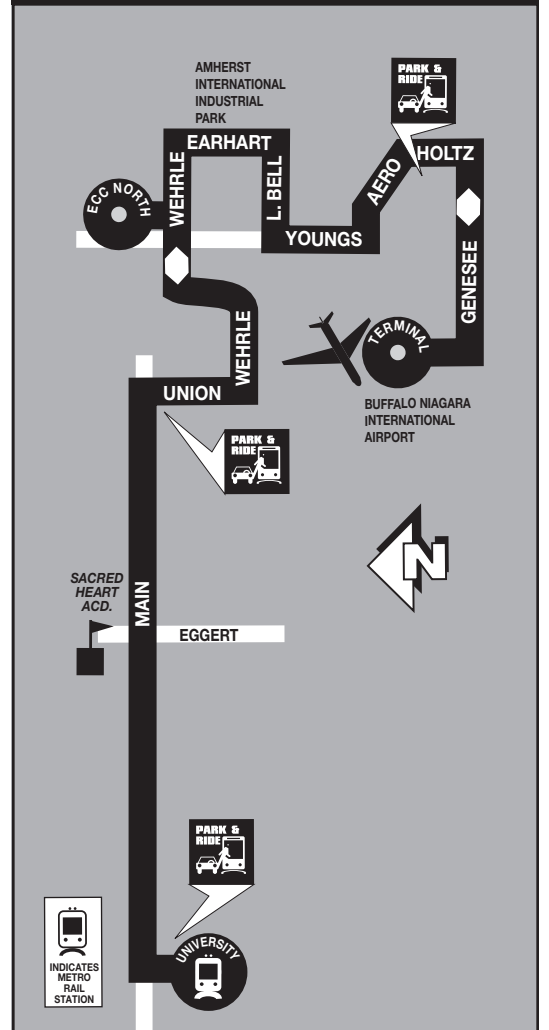 AMHERST
INTERNATIONAL
INDUSTRIAL
PARK
PARK &
RIDE
EARHART
HOLTZ
WEHRLE
L. BELL
AERO
ECC NORTH
YOUNGS
GENESEE
WEHRLE
TERMINAL
UNION
BUFFALO NIAGARA
INTERNATIONAL
AIRPORT
PARK &
RIDE
N
SACRED
HEART
ACD.
MAIN
EGGERT
PARK &
RIDE
UNIVERSITY
INDICATES
METRO
RAIL
STATION